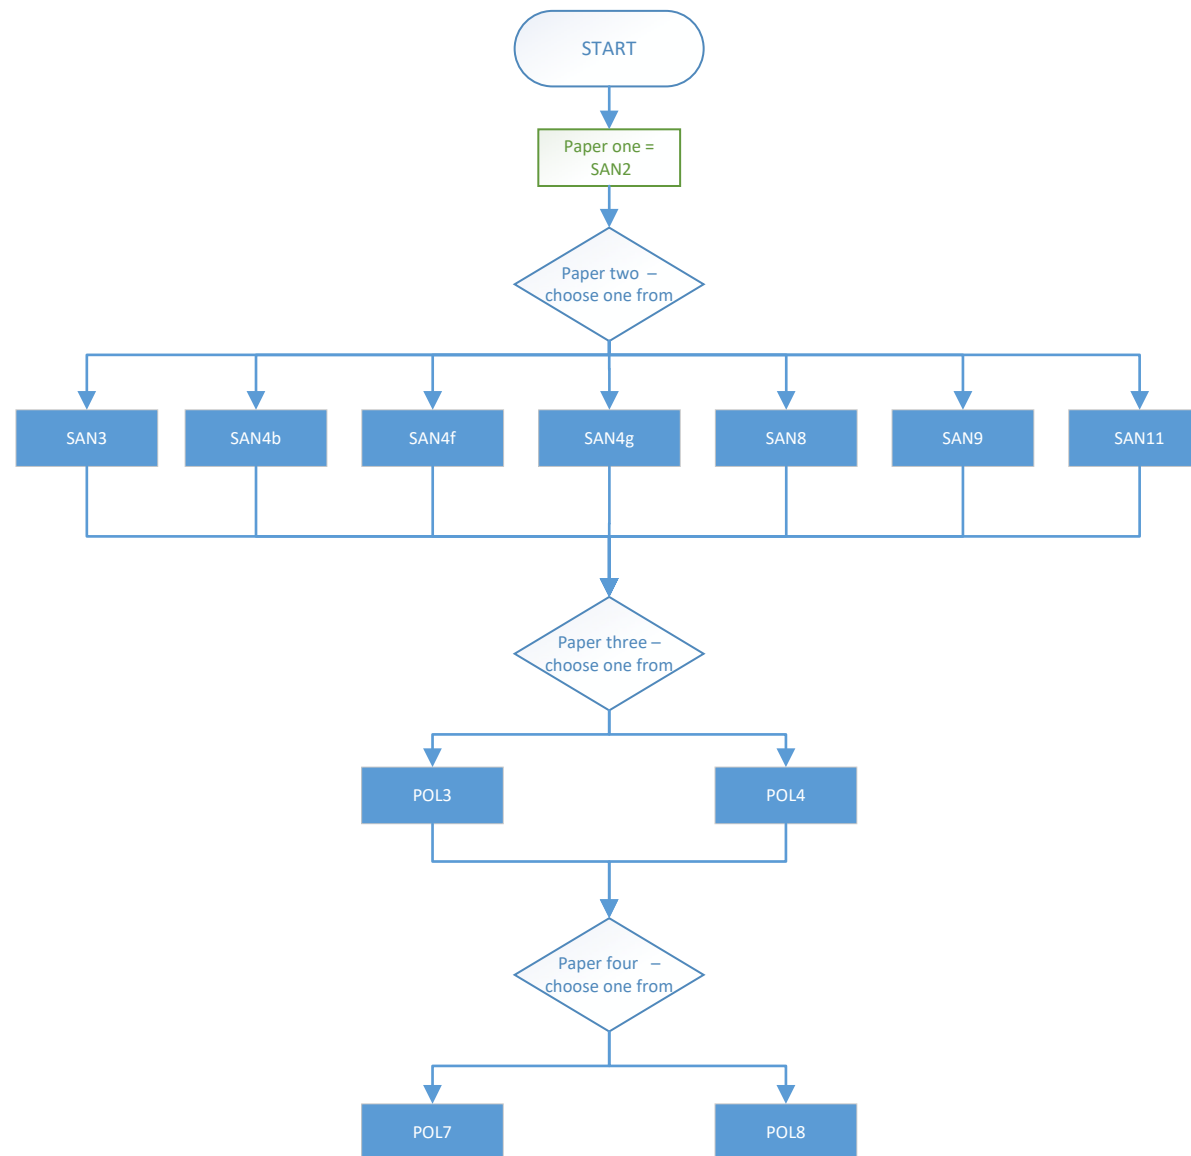 START
Paper one =
SAN2
Paper two –
choose one from
SAN3
SAN4b
SAN4f
SAN4g
SAN8
SAN9
SAN11
Paper three –
choose one from
POL3
POL4
Paper four –
choose one from
POL7
POL8